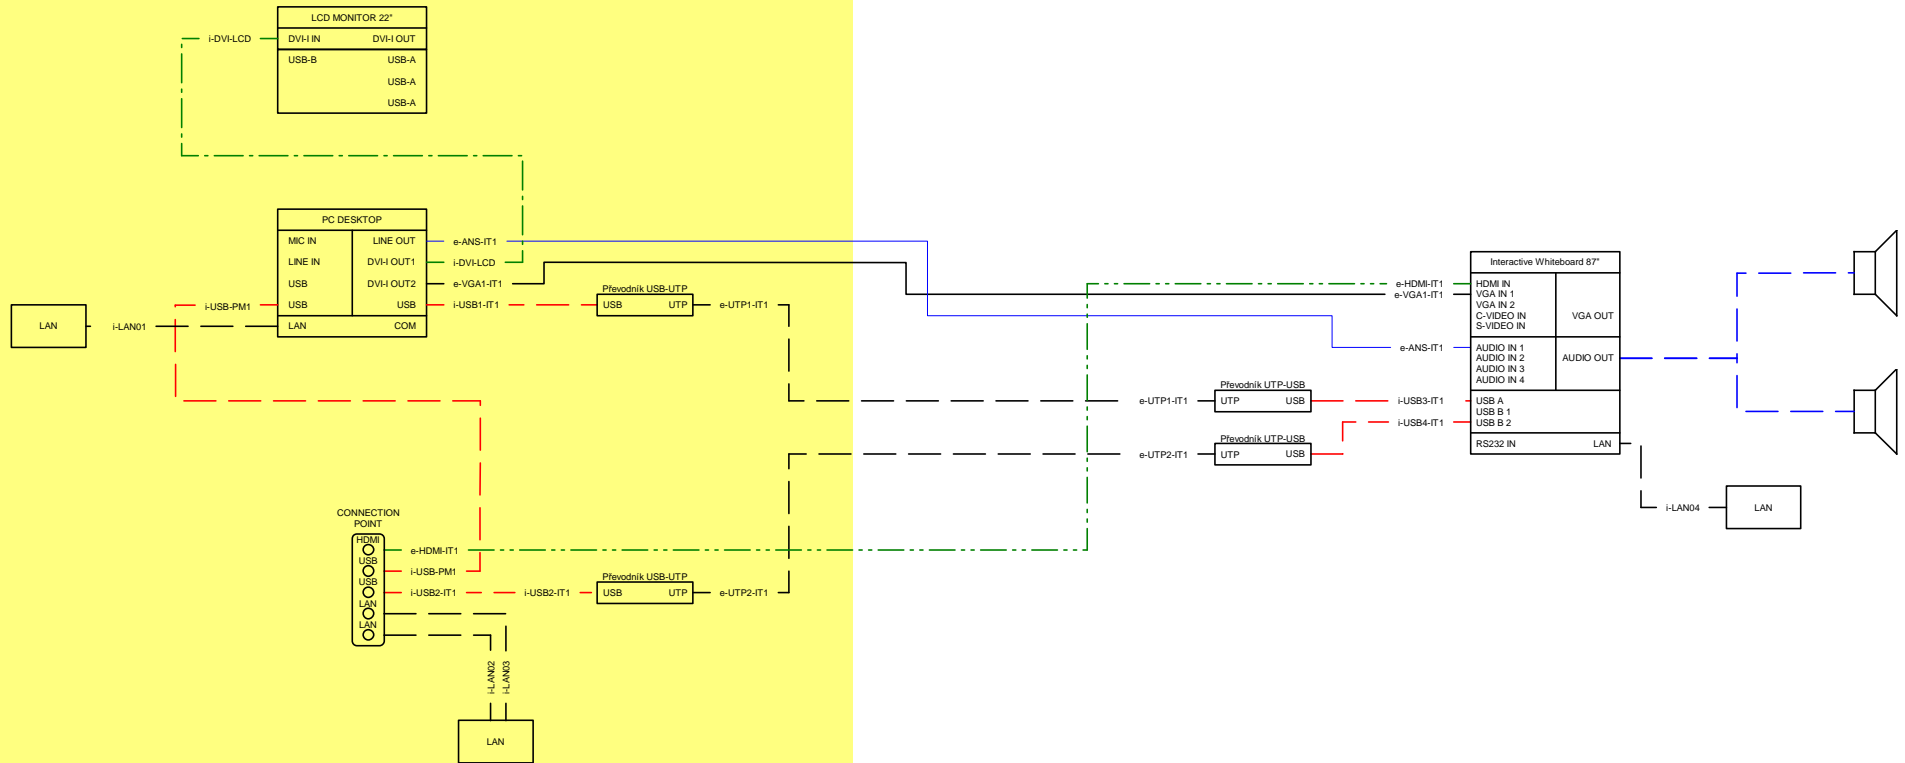 LCD MONITOR 22"
i-DVI-LCD
DVI-I IN
DVI-I OUT
USB-B
USB-A
USB-A
USB-A
PC DESKTOP
MIC IN
LINE OUT
e-ANS-IT1
LINE IN
DVI-I OUT1
i-DVI-LCD
USB
DVI-I OUT2
e-VGA1-IT1
i-USB-PM1
USB
USB
i-USB1-IT1
LAN
i-LAN01
LAN
COM
Převodník USB-UTP
USB
UTP
e-UTP1-IT1
Interactive Whiteboard 87"
e-HDMI-IT1
HDMI IN
e-VGA1-IT1
VGA IN 1
VGA IN 2
C-VIDEO IN
S-VIDEO IN
VGA OUT
e-ANS-IT1
AUDIO IN 1
AUDIO IN 2
AUDIO IN 3
AUDIO IN 4
AUDIO OUT
Převodník UTP-USB
e-UTP1-IT1
UTP
USB
i-USB3-IT1
USB A
USB B 1
i-USB4-IT1
USB B 2
Převodník UTP-USB
e-UTP2-IT1
UTP
USB
RS232 IN
LAN
i-LAN04
LAN
CONNECTION
POINT
HDMI
e-HDMI-IT1
USB
i-USB-PM1
USB
i-USB2-IT1
i-USB2-IT1
Převodník USB-UTP
USB
UTP
e-UTP2-IT1
LAN
LAN
i-LAN02
i-LAN03
LAN